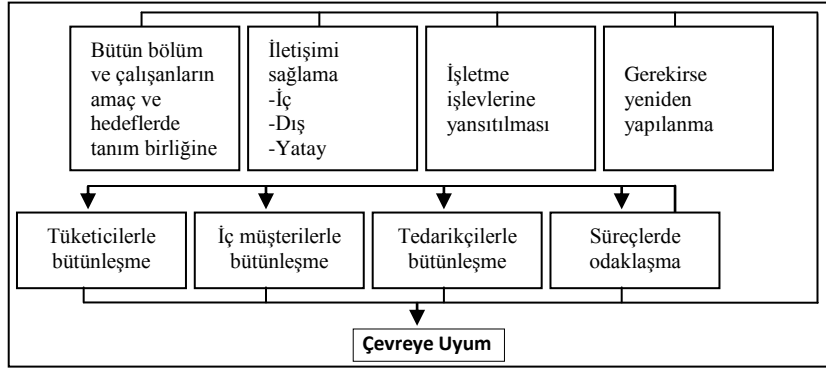 Bütün bölüm
ve çalışanların
amaç ve
hedeflerde
tanım birliğine
İletişimi
sağlama
-İç
-Dış
-Yatay
İşletme
işlevlerine
yansıtılması
Gerekirse
yeniden
yapılanma
Tüketicilerle
bütünleşme
İç müşterilerle
bütünleşme
Tedarikçilerle
bütünleşme
Süreçlerde
odaklaşma
Çevreye Uyum